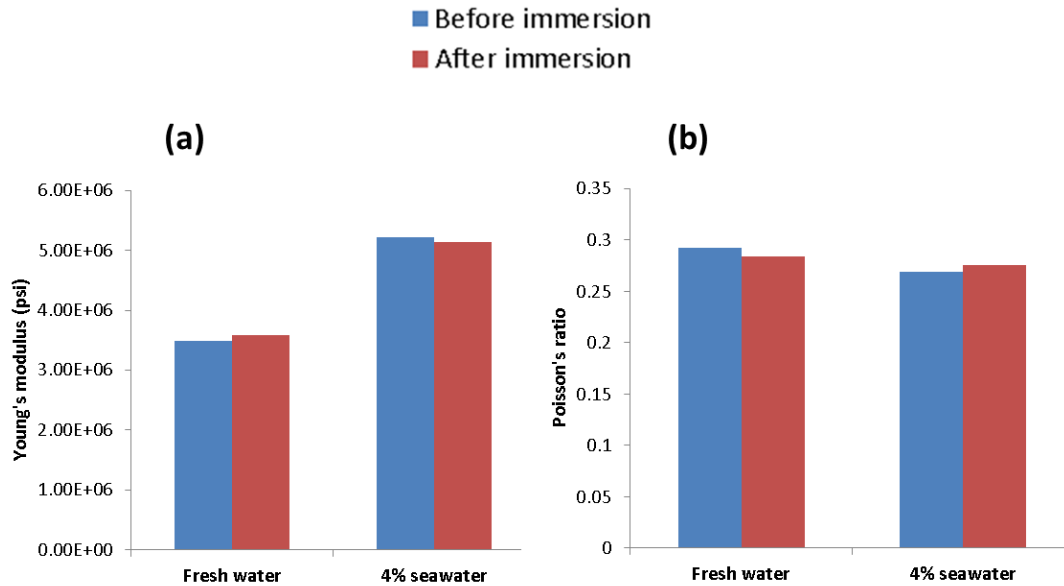 Before immersion
After immersion
(a)
(b)
Young's modulus (psi)
6.00E+06
5.00E+06
4.00E+06
3.00E+06
2.00E+06
1.00E+06
0.00E+00
Fresh water
4% seawater
Poisson's ratio
0.35
0.3
0.25
0.2
0.15
0.1
0.05
0
Fresh water
4% seawater